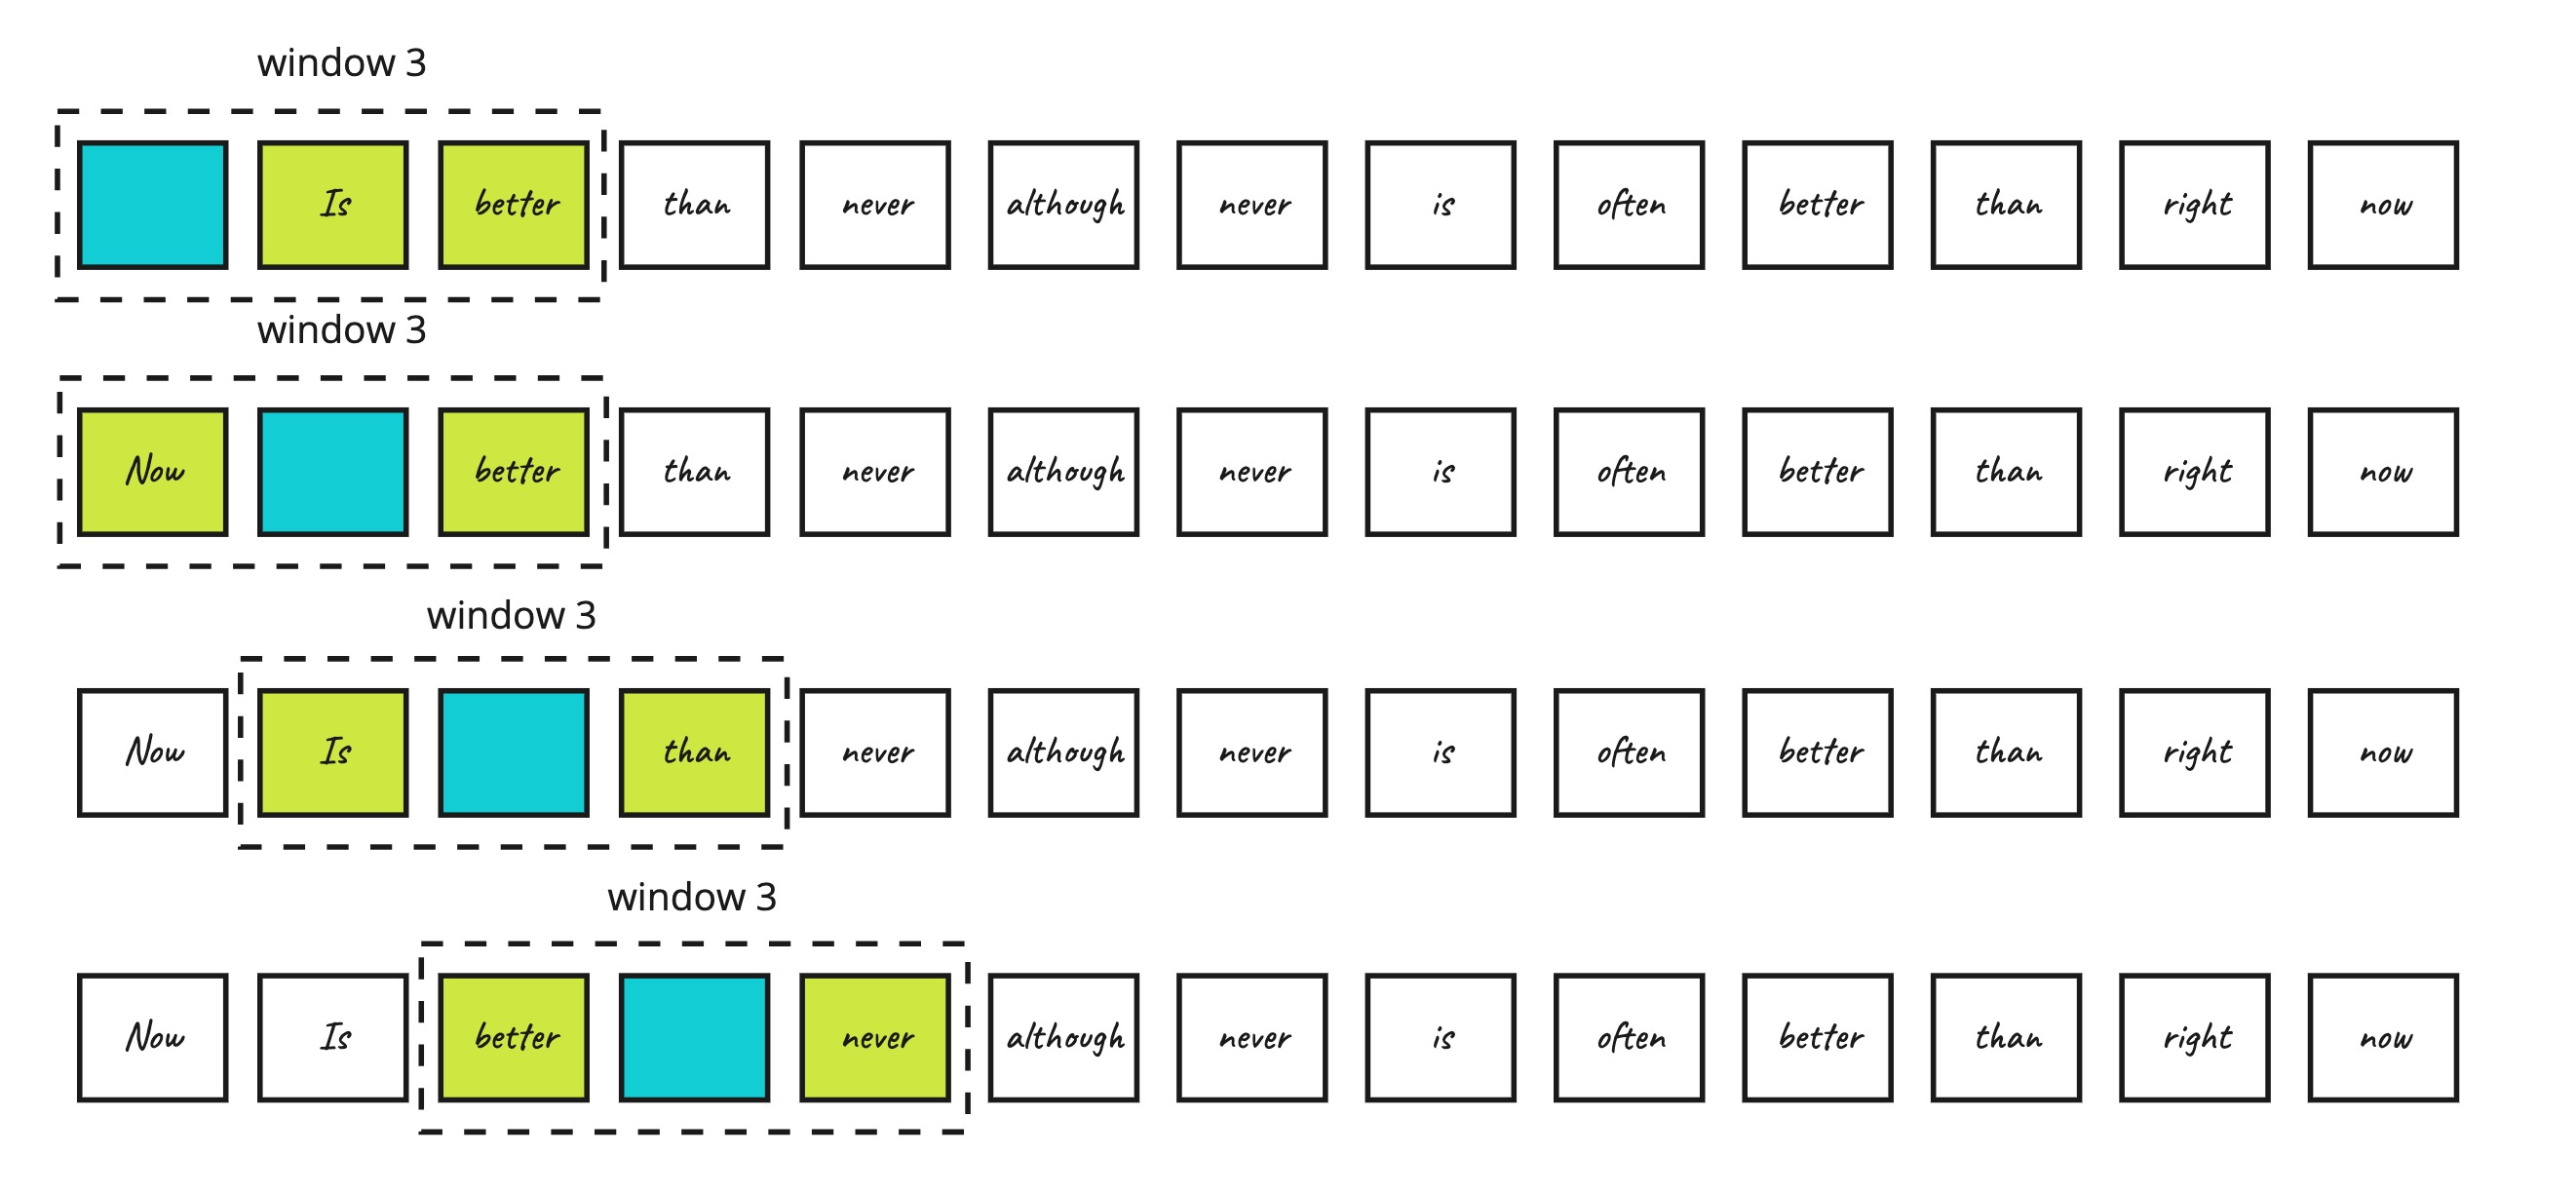 window 3
Is better than never although never is often better than right now
window 3
Now better than never although never is often better than right now
window 3
Now Is than never although never is often better than right now
window 3
Now Is better never although never is often better than right now